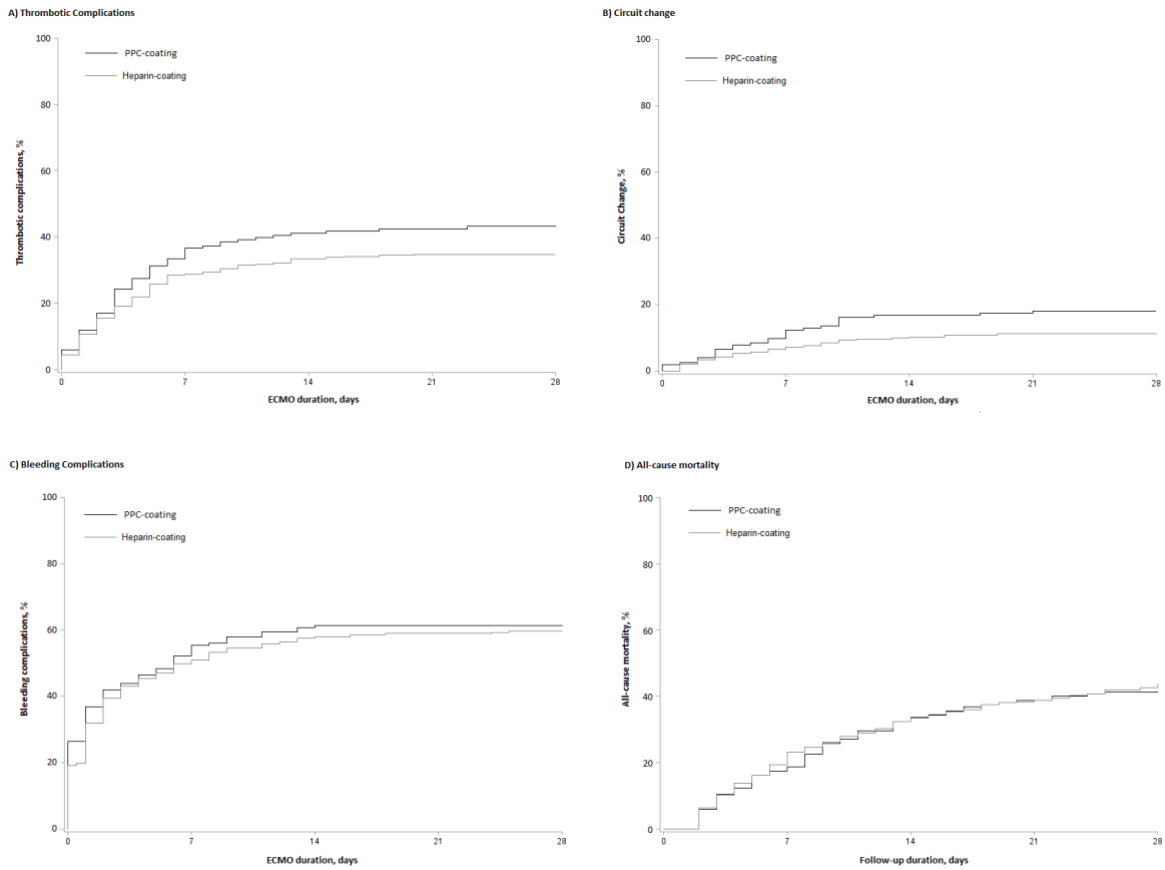 A) Thrombotic Complications
100
80
60
40
20
0
Thrombotic complications, %
PPC-coating
Heparin-coating
0 7 14 21 28
ECMO duration, days
B) Circuit change
100
80
60
40
20
0
Circuit Change, %
PPC-coating
Heparin-coating
0 7 14 21 28
ECMO duration, days
C) Bleeding Complications
100
80
60
40
20
0
Bleeding complications, %
PPC-coating
Heparin-coating
0 7 14 21 28
ECMO duration, days
D) All-cause mortality
100
80
60
40
20
0
All-cause mortality, %
PPC-coating
Heparin-coating
0 7 14 21 28
Follow-up duration, days